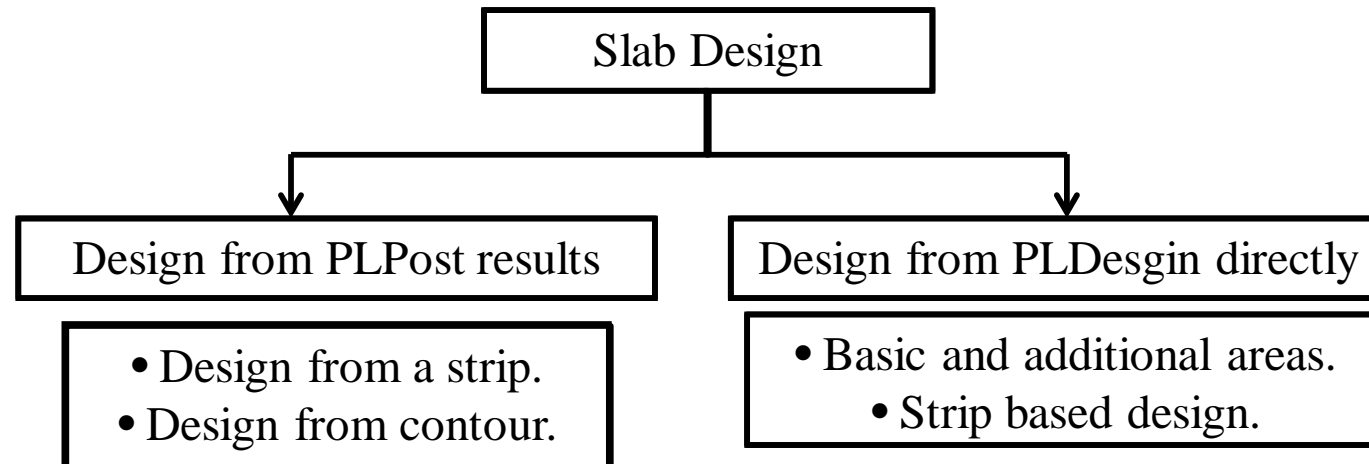 Slab Design
Design from PLPost results
Design from PLDesgin directly
• Design from a strip.
• Design from contour.
• Basic and additional areas.
• Strip based design.